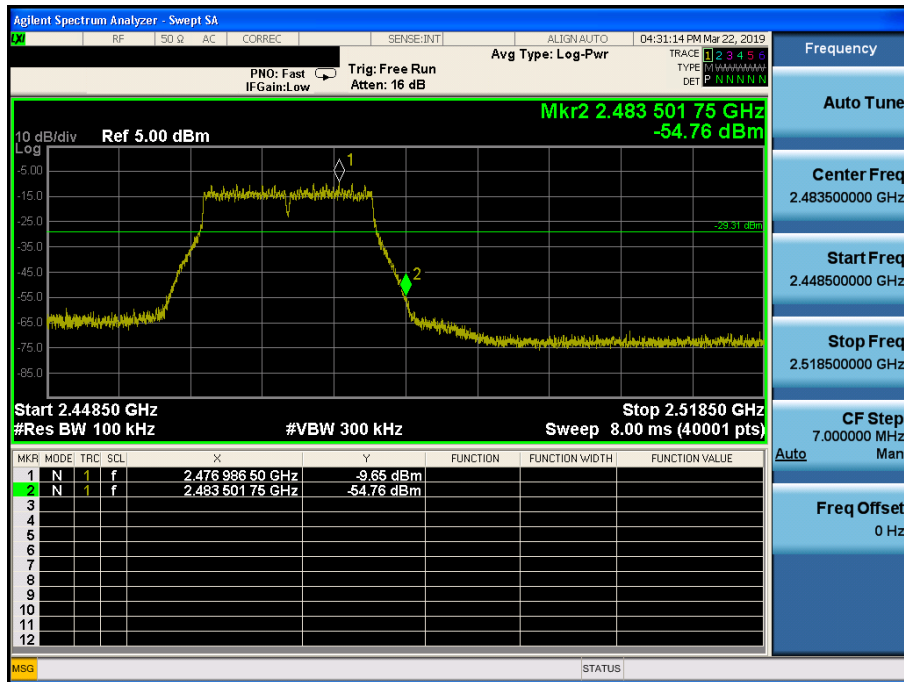 Agilent Spectrum Analyzer - Swept SA
LXI RF 50 Ω AC CORREC SENSE:INT ALIGN AUTO 04:31:14 PM Mar 22, 2019
PNO: Fast
IFGain:Low
Trig: Free Run
Atten: 16 dB
Avg Type: Log-Pwr
TRACE 1 2 3 4 5 6
TYPE MWWWWW
DET P N N N N N
Mkr2 2.483 501 75 GHz
-54.76 dBm
10 dB/div Ref 5.00 dBm
Log
-5.00
-15.0
-25.0
-35.0
-45.0
-55.0
-65.0
-75.0
-85.0
1
-29.31 dBm
2
Start 2.44850 GHz Stop 2.51850 GHz
#Res BW 100 kHz #VBW 300 kHz Sweep 8.00 ms (40001 pts)
MKR MODE TRC SCL X Y FUNCTION FUNCTION WIDTH FUNCTION VALUE
1 N 1 f 2.476 986 50 GHz -9.65 dBm
2 N 1 f 2.483 501 75 GHz -54.76 dBm
3
4
5
6
7
8
9
10
11
12
MSG STATUS
Frequency
Auto Tune
Center Freq
2.483500000 GHz
Start Freq
2.448500000 GHz
Stop Freq
2.518500000 GHz
CF Step
7.000000 MHz
Auto Man
Freq Offset
0 Hz